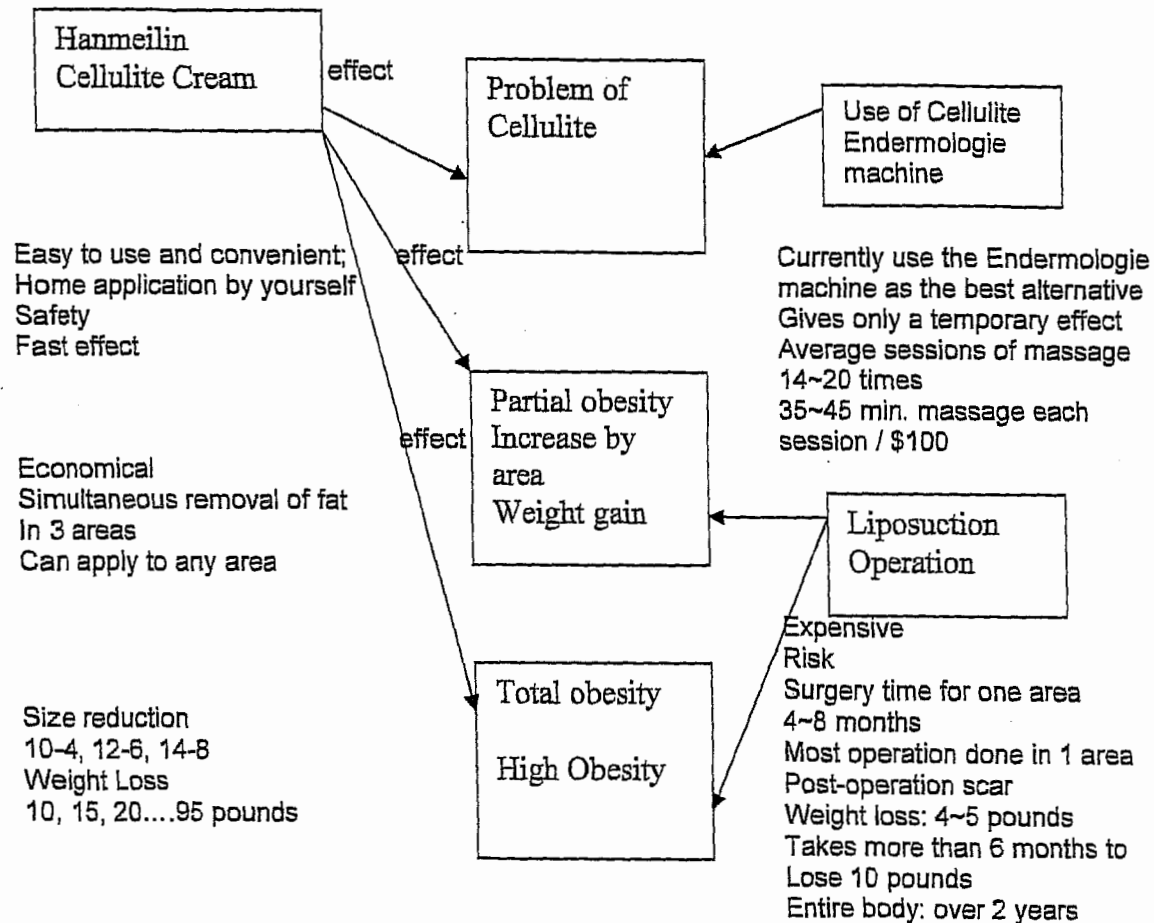 Hanmeilin
Cellulite Cream
effect
Problem of
Cellulite
Use of Cellulite
Endermologie
machine
Easy to use and convenient;
Home application by yourself
Safety
Fast effect
effect
Currently use the Endermologie
machine as the best alternative
Gives only a temporary effect
Average sessions of massage
14~20 times
35~45 min. massage each
session / $100
Partial obesity
Increase by
area
Weight gain
effect
Economical
Simultaneous removal of fat
In 3 areas
Can apply to any area
Liposuction
Operation
Expensive
Risk
Surgery time for one area
4~8 months
Most operation done in 1 area
Post-operation scar
Weight loss: 4~5 pounds
Takes more than 6 months to
Lose 10 pounds
Entire body: over 2 years
Total obesity
High Obesity
Size reduction
10-4, 12-6, 14-8
Weight Loss
10, 15, 20....95 pounds